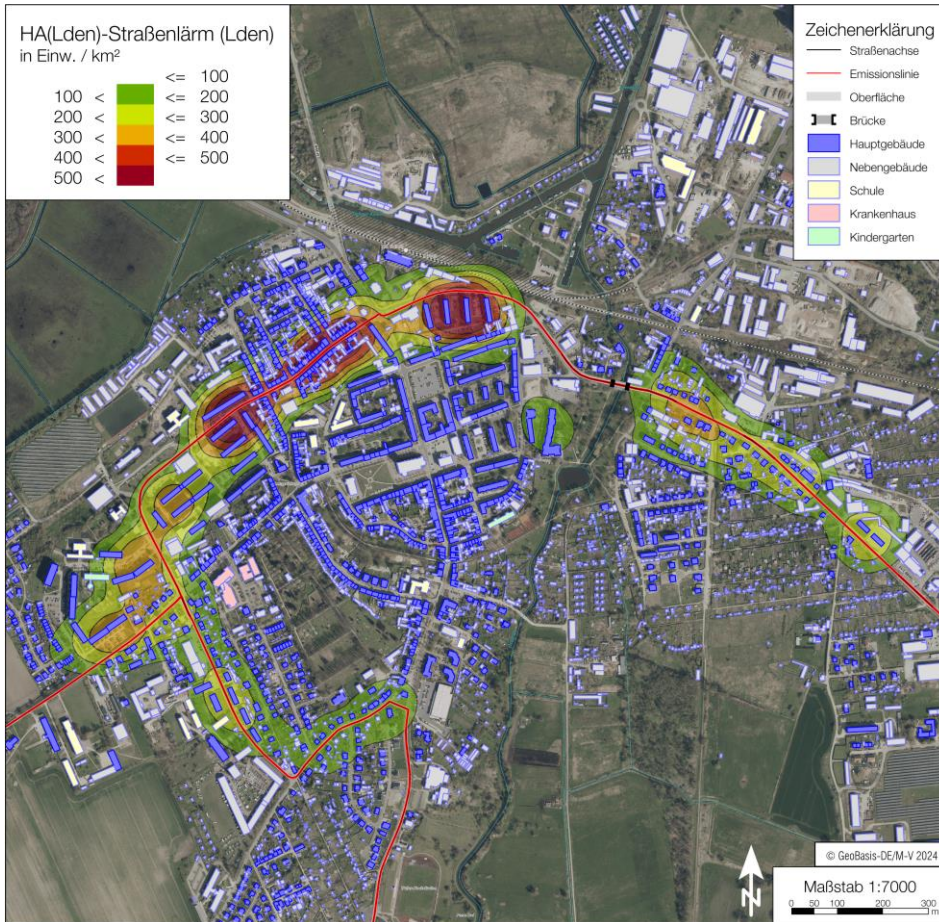 HA(Lden)-Straßenlärm (Lden)
in Einw. / km²
<= 100
100 < <= 200
200 < <= 300
300 < <= 400
400 < <= 500
500 <
Zeichenerklärung
Straßenachse
Emissionslinie
Oberfläche
Brücke
Hauptgebäude
Nebengebäude
Schule
Krankenhaus
Kindergarten
© GeoBasis-DE/M-V 2024
N
Maßstab 1:7000
0 50 100 200 300
m